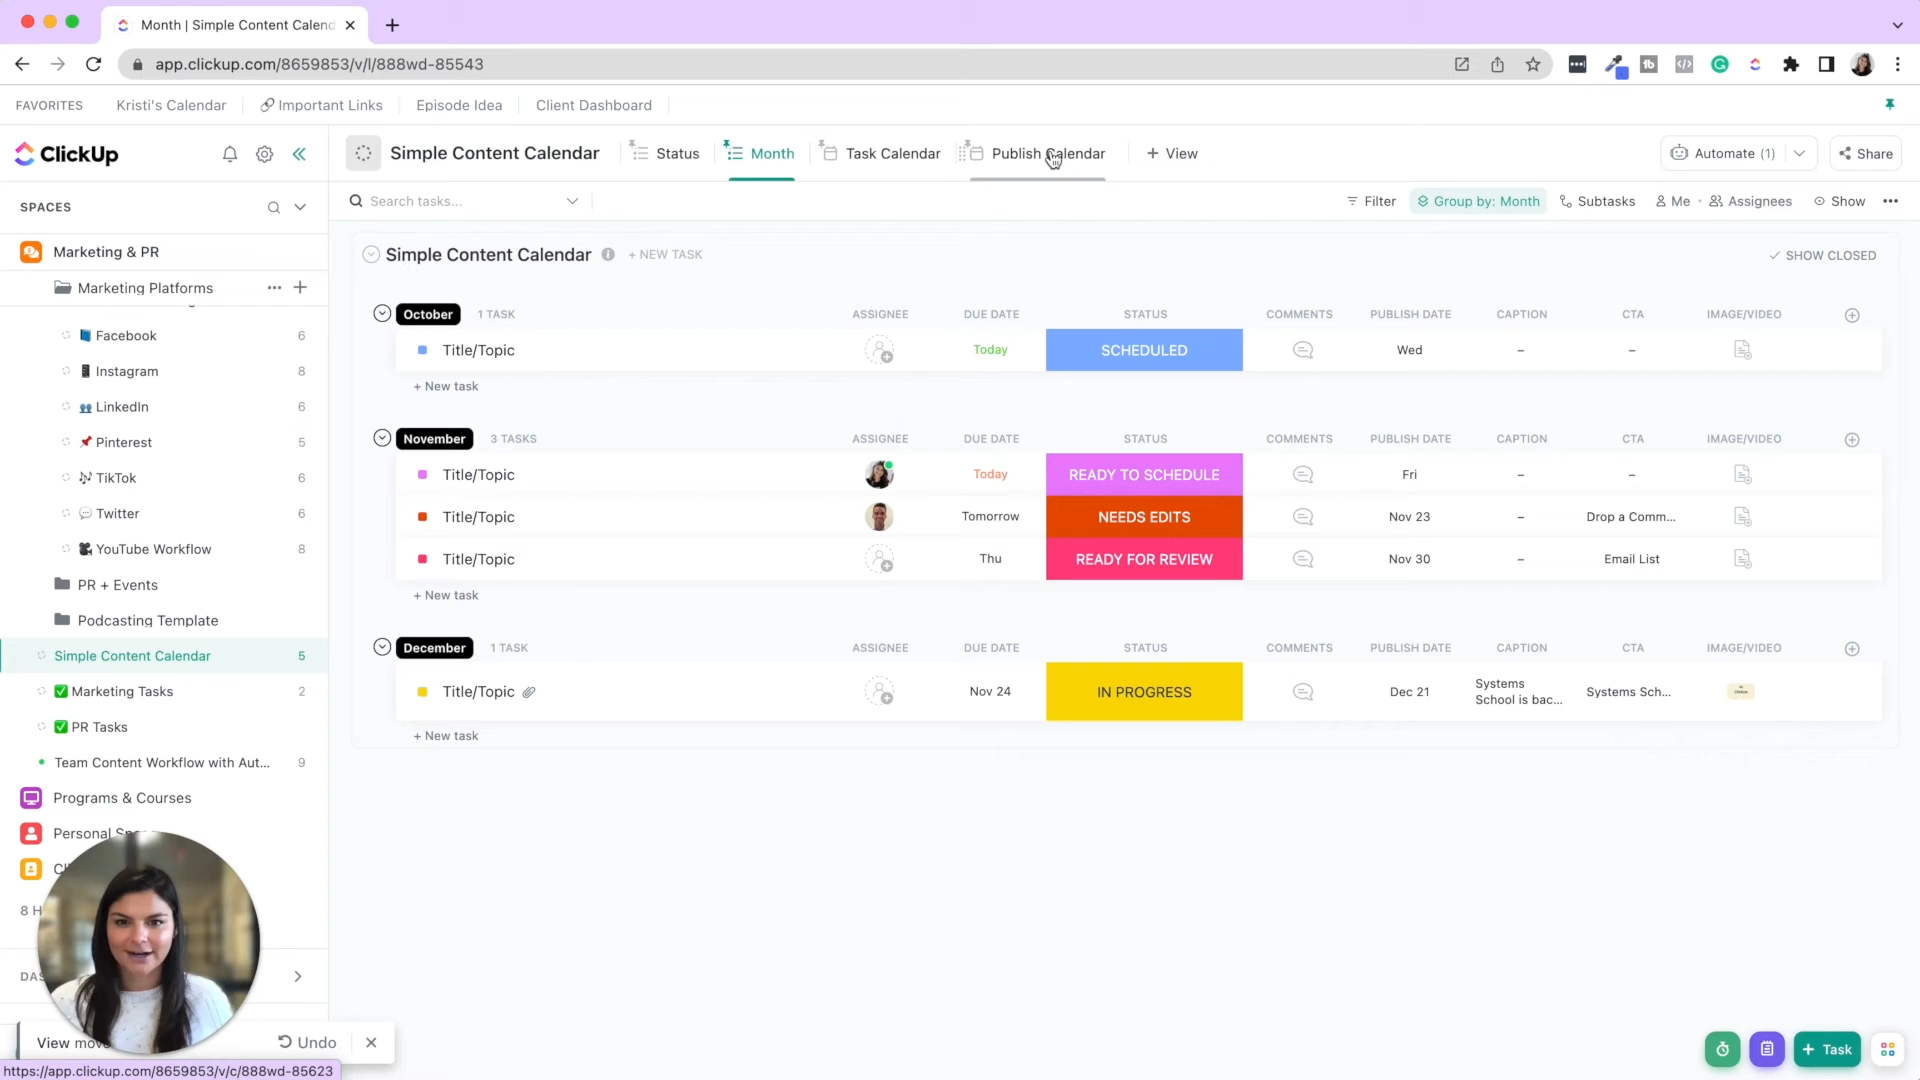 Month | Simple Content Calend
app.clickup.com/8659853/v/l/888wd-85543
FAVORITES Kristi's Calendar Important Links Episode Idea Client Dashboard
ClickUp
Simple Content Calendar Status Month Task Calendar Publish Calendar + View Automate (1) Share
SPACES
Search tasks... Filter Group by: Month Subtasks Me Assignees Show
Marketing & PR
Simple Content Calendar + NEW TASK SHOW CLOSED
Marketing Platforms
Facebook 6
Instagram 8
LinkedIn 6
Pinterest 5
TikTok 6
Twitter 6
YouTube Workflow 8
PR + Events
Podcasting Template
Simple Content Calendar 5
Marketing Tasks 2
PR Tasks
Team Content Workflow with Aut... 9
Programs & Courses
Personal
8 H
DAS
October 1 TASK ASSIGNEE DUE DATE STATUS COMMENTS PUBLISH DATE CAPTION CTA IMAGE/VIDEO
Title/Topic Today SCHEDULED Wed – –
+ New task
November 3 TASKS ASSIGNEE DUE DATE STATUS COMMENTS PUBLISH DATE CAPTION CTA IMAGE/VIDEO
Title/Topic Today READY TO SCHEDULE Fri – –
Title/Topic Tomorrow NEEDS EDITS Nov 23 – Drop a Comm...
Title/Topic Thu READY FOR REVIEW Nov 30 – Email List
+ New task
December 1 TASK ASSIGNEE DUE DATE STATUS COMMENTS PUBLISH DATE CAPTION CTA IMAGE/VIDEO
Title/Topic Nov 24 IN PROGRESS Dec 21 Systems School is bac... Systems Sch...
+ New task
View Undo
+ Task
https://app.clickup.com/8659853/v/c/888wd-85623